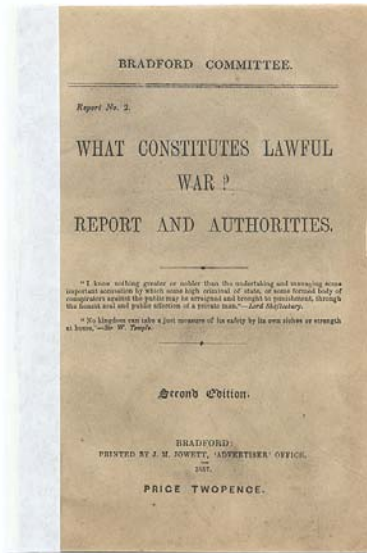 BRADFORD COMMITTEE.
Report No. 2.
WHAT CONSTITUTES LAWFUL
WAR?
REPORT AND AUTHORITIES.
"I know nothing greater or nobler than the undertaking and managing some
important accusation by which some high criminal of state, or some formed body of
conspirators against the public may be arraigned and brought to punishment, through
the honest zeal and public affection of a private man."—Lord Shaftesbury.
"No kingdom can take a just measure of its safety by its own riches or strength
at home."—Sir W. Temple.
Second Edition.
BRADFORD:
PRINTED BY J. M. JOWETT, 'ADVERTISER' OFFICE.
1857.
PRICE TWOPENCE.